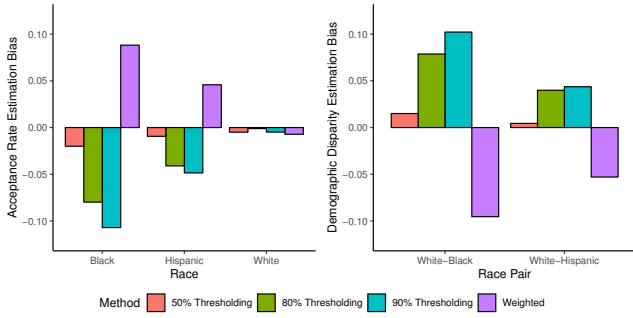 Acceptance Rate Estimation Bias
0.10
0.05
0.00
−0.05
−0.10
Black
Hispanic
White
Race
Demographic Disparity Estimation Bias
0.10
0.05
0.00
−0.05
−0.10
White−Black
White−Hispanic
Race Pair
Method 50% Thresholding 80% Thresholding 90% Thresholding Weighted